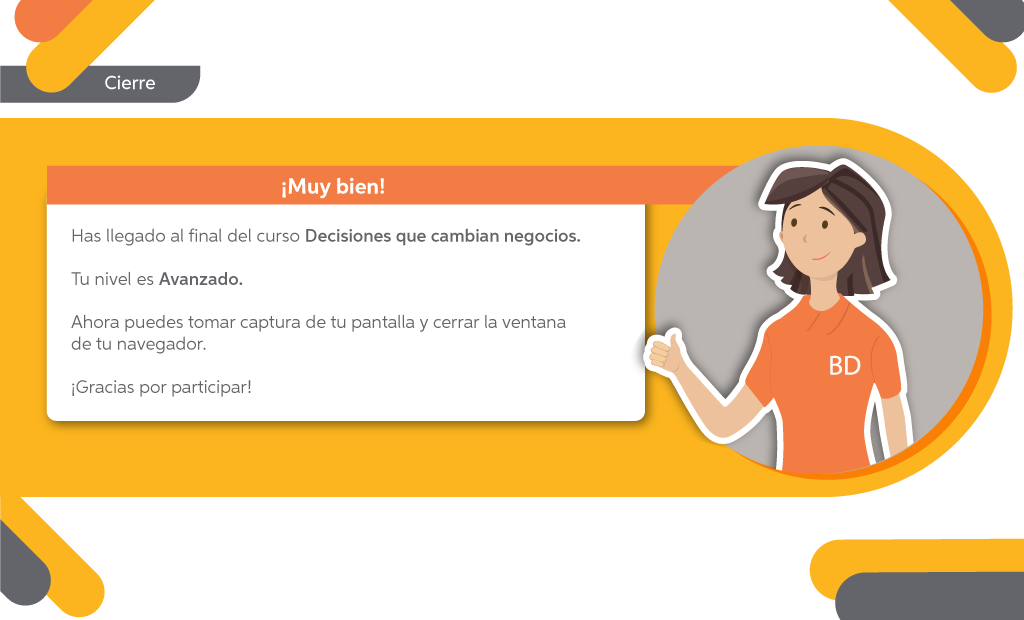 Cierre
¡Muy bien!
Has llegado al final del curso Decisiones que cambian negocios.
Tu nivel es Avanzado.
Ahora puedes tomar captura de tu pantalla y cerrar la ventana
de tu navegador.
¡Gracias por participar!
BD